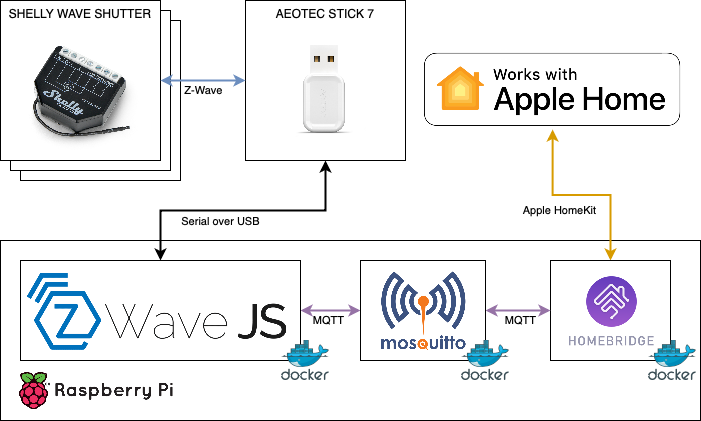 SHELLY WAVE SHUTTER
AEOTEC STICK 7
Shelly
Z-Wave
Works with
Apple Home
Serial over USB
Apple HomeKit
Z Wave JS
MQTT
mosquitto
MQTT
HOMEBRIDGE
docker
docker
docker
Raspberry Pi